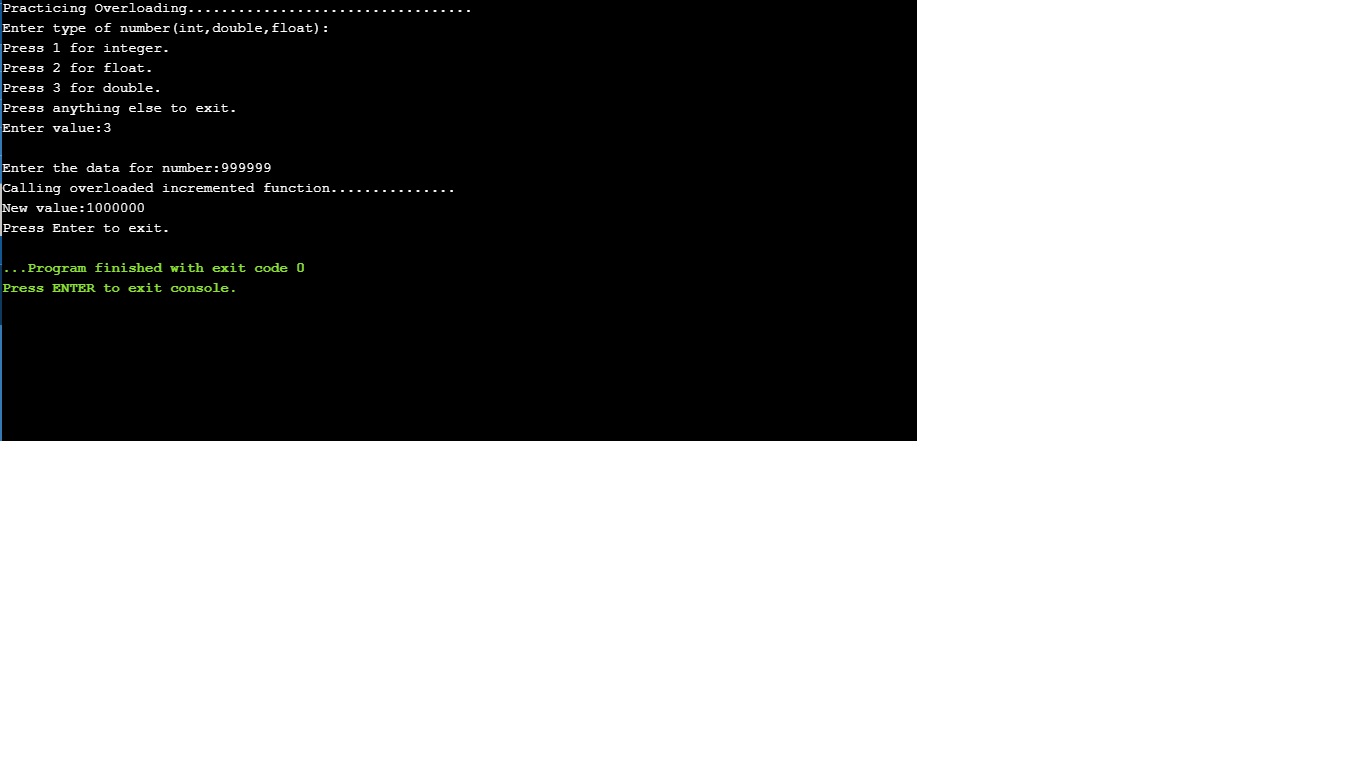 Practicing Overloading..................................
Enter type of number(int,double,float):
Press 1 for integer.
Press 2 for float.
Press 3 for double.
Press anything else to exit.
Enter value:3
Enter the data for number:999999
Calling overloaded incremented function...............
New value:1000000
Press Enter to exit.
...Program finished with exit code 0
Press ENTER to exit console.